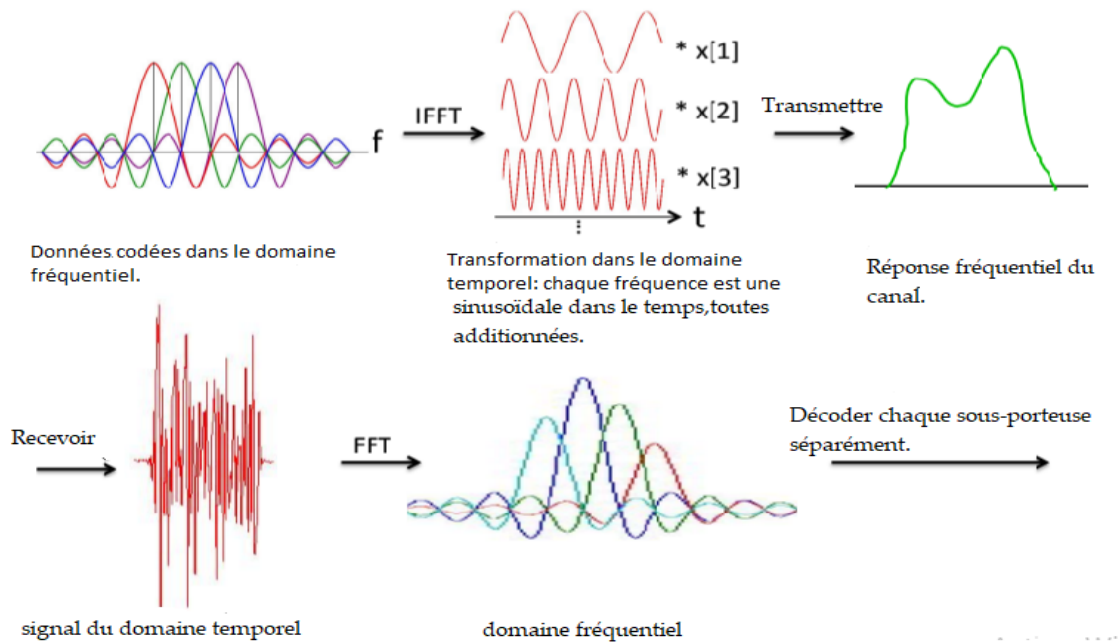 f
IFFT
* x[1]
* x[2]
* x[3]
t
Transmettre
Données codées dans le domaine
fréquentiel.
Transformation dans le domaine
temporel: chaque fréquence est une
sinusoïdale dans le temps,toutes
additionnées.
Réponse fréquentiel du
canal.
Recevoir
signal du domaine temporel
FFT
domaine fréquentiel
Décoder chaque sous-porteuse
séparément.